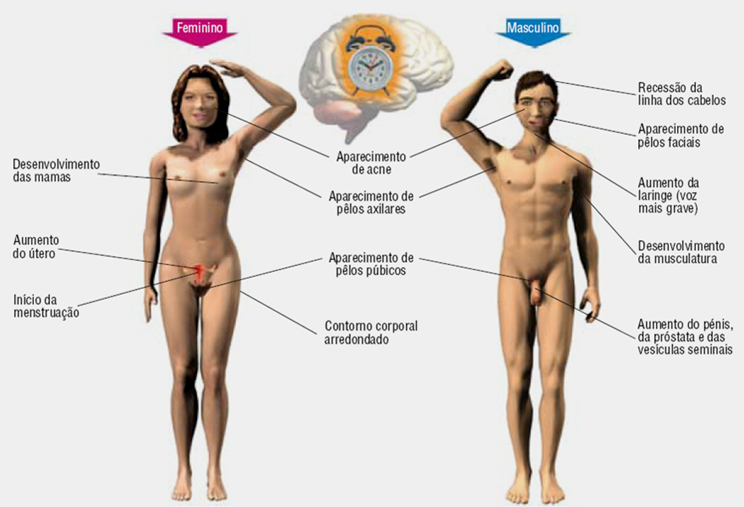 Feminino
Masculino
Desenvolvimento
das mamas
Aumento
do útero
Início da
menstruação
Aparecimento
de acne
Aparecimento de
pêlos axilares
Aparecimento de
pêlos púbicos
Contorno corporal
arredondado
Recessão da
linha dos cabelos
Aparecimento de
pêlos faciais
Aumento da
laringe (voz
mais grave)
Desenvolvimento
da musculatura
Aumento do pénis,
da próstata e das
vesículas seminais